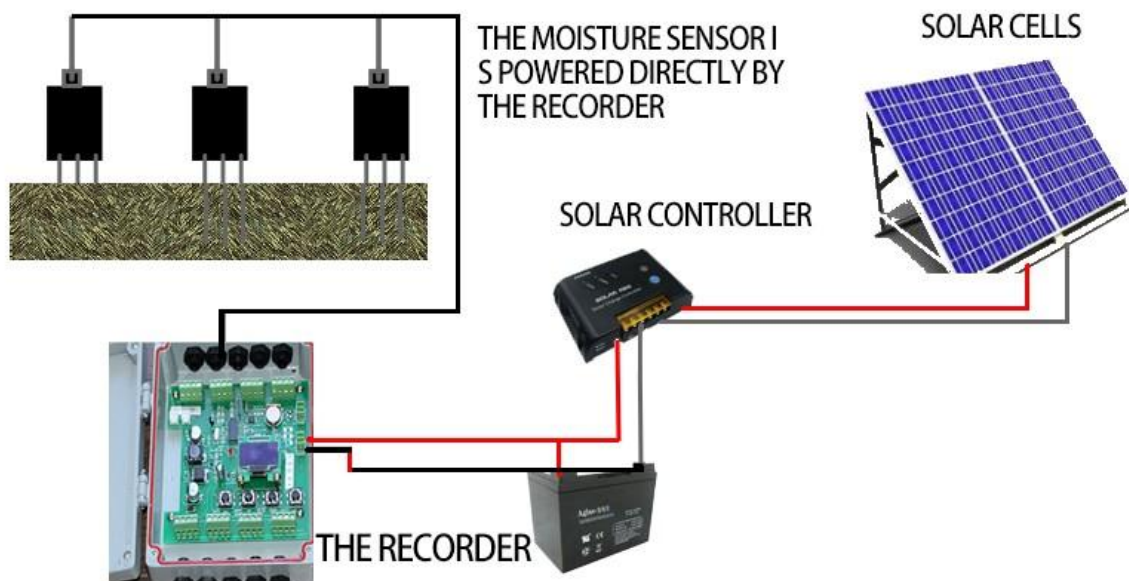 THE MOISTURE SENSOR I
S POWERED DIRECTLY BY
THE RECORDER
SOLAR CELLS
SOLAR CONTROLLER
THE RECORDER